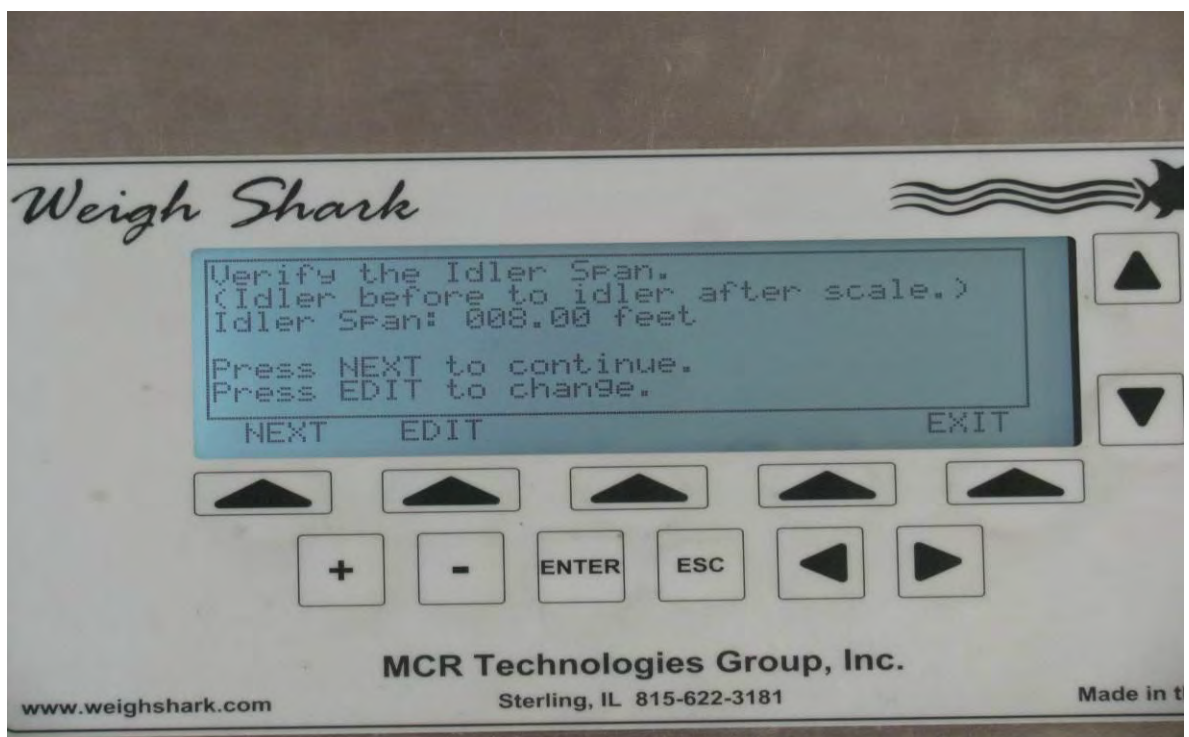 Weigh Shark
Verify the Idler Span.
(Idler before to idler after scale.)
Idler Span: 008.00 feet
Press NEXT to continue.
Press EDIT to change.
NEXT EDIT EXIT
+ - ENTER ESC
MCR Technologies Group, Inc.
www.weighshark.com Sterling, IL 815-622-3181 Made in